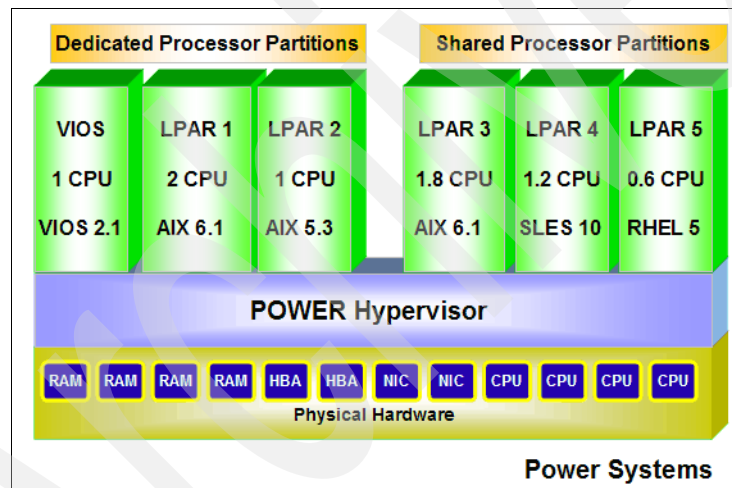 Dedicated Processor Partitions
Shared Processor Partitions
VIOS
1 CPU
VIOS 2.1
LPAR 1
2 CPU
AIX 6.1
LPAR 2
1 CPU
AIX 5.3
LPAR 3
1.8 CPU
AIX 6.1
LPAR 4
1.2 CPU
SLES 10
LPAR 5
0.6 CPU
RHEL 5
POWER Hypervisor
RAM RAM RAM RAM HBA HBA NIC NIC CPU CPU CPU CPU
Physical Hardware
Power Systems